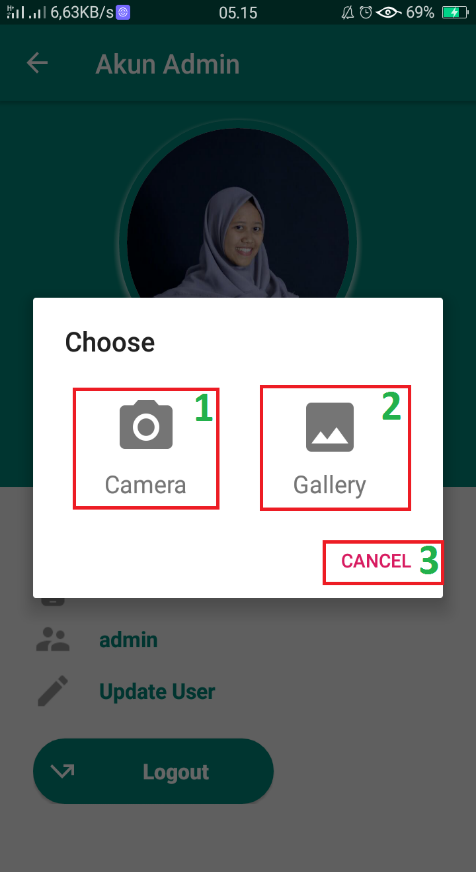 6,63KB/s 05.15 69%
Akun Admin
Choose
1 2
Camera Gallery
CANCEL 3
admin
Update User
Logout